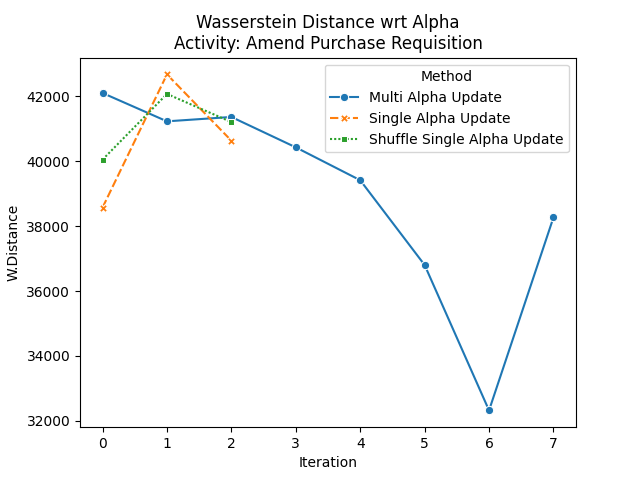 Wasserstein Distance wrt Alpha
Activity: Amend Purchase Requisition
Method
Multi Alpha Update
Single Alpha Update
Shuffle Single Alpha Update
W.Distance
42000
40000
38000
36000
34000
32000
0 1 2 3 4 5 6 7
Iteration